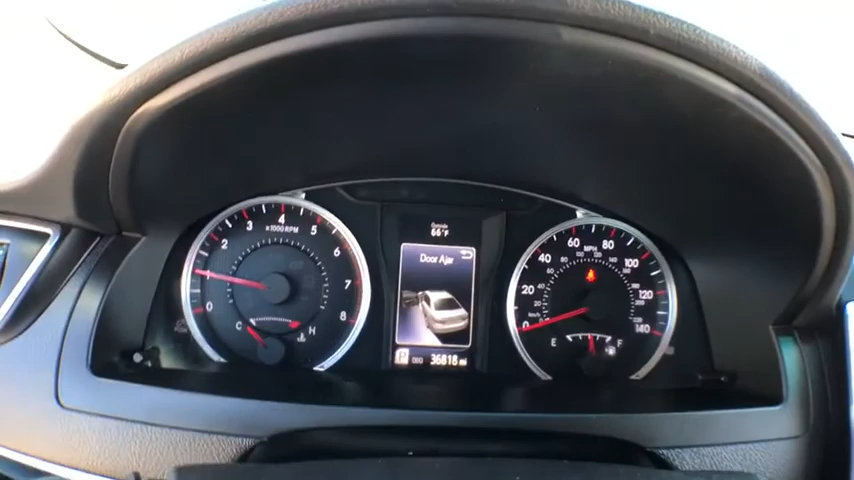 Outside
66°F
Door Ajar
P ODO 36818 mi
0 1 2 3 4 5 6 7 8
x1000 RPM
C H
0 20 40 60 80 100 120 140
MPH
km/h
E F